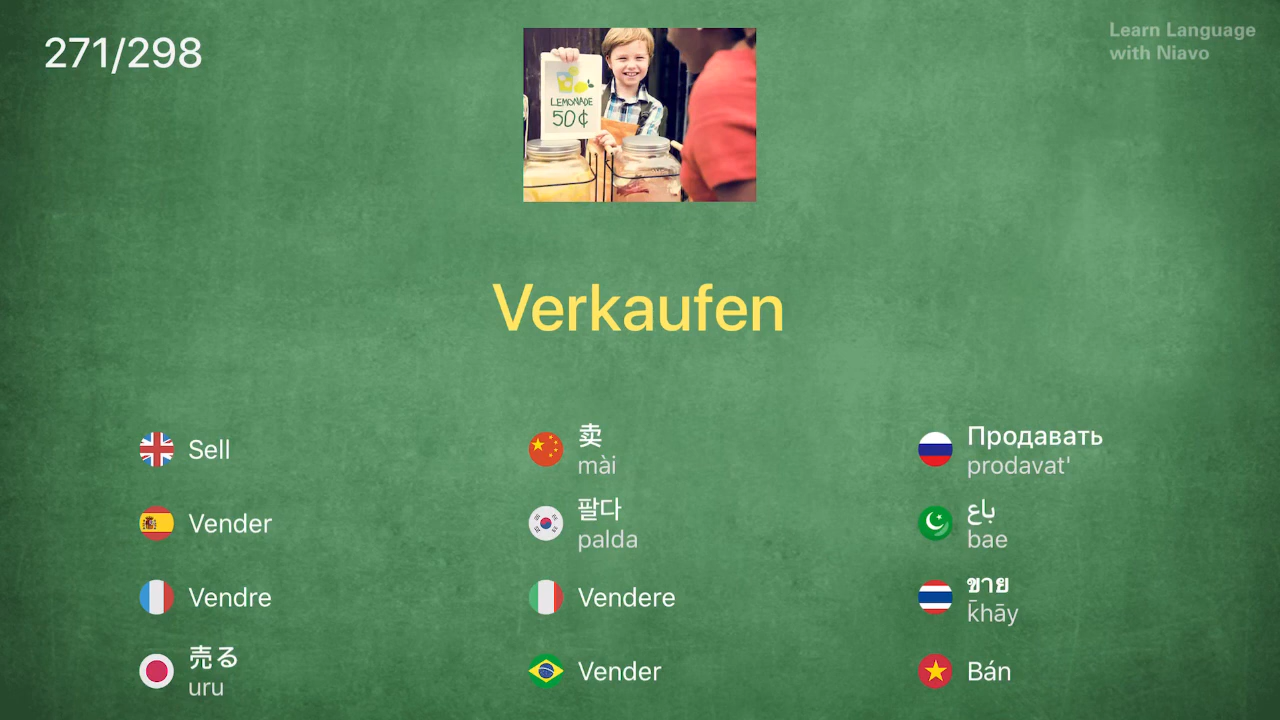 271/298
Learn Language
with Niavo
LEMONADE
50¢
Verkaufen
Sell
Vender
Vendre
売る
uru
卖
mài
팔다
palda
Vendere
Vender
Продавать
prodavat'
باع
bae
ขาย
k̄hāy
Bán